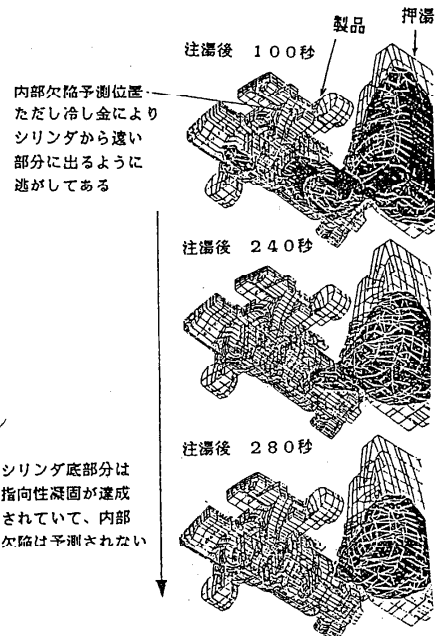 製品
押湯
注湯後 100秒
内部欠陥予測位置
ただし冷し金により
シリンダから遠い
部分に出るように
逃がしてある
注湯後 240秒
注湯後 280秒
シリンダ底部分は
指向性凝固が達成
されていて、内部
欠陥は予測されない